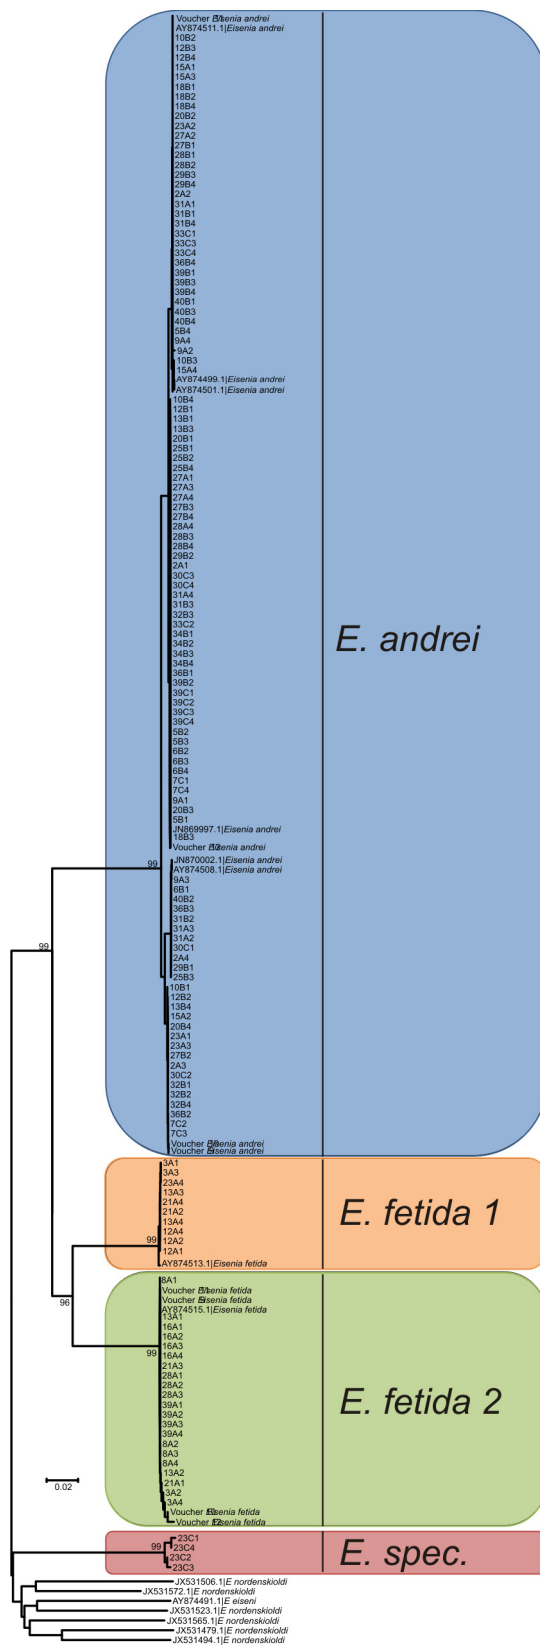 Voucher Eisenia andrei
AY874511.1|Eisenia andrei
10B2
12B3
12B4
15A1
15A3
18B1
18B2
18B4
20B2
23A2
27A2
27B1
28B1
28B2
29B3
29B4
2A2
31A1
31B1
31B4
33C1
33C3
33C4
36B4
39B1
39B3
39B4
40B1
40B3
40B4
5B4
9A4
9A2
10B3
15A4
AY874499.1|Eisenia andrei
AY874501.1|Eisenia andrei
10B4
12B1
13B1
13B3
20B1
25B1
25B2
25B4
27A1
27A3
27A4
27B3
27B4
28A4
28B3
28B4
29B2
2A1
30C3
30C4
31A4
31B3
32B3
33C2
34B1
34B2
34B3
34B4
36B1
39B2
39C1
39C2
39C3
39C4
5B2
5B3
6B2
6B3
6B4
7C1
7C4
9A1
20B3
5B1
JN869997.1|Eisenia andrei
18B3
Voucher Eisenia andrei
E. andrei
99
JN870002.1|Eisenia andrei
AY874508.1|Eisenia andrei
9A3
6B1
40B2
36B3
31B2
31A3
31A2
30C1
2A4
29B1
25B3
99
10B1
12B2
13B4
15A2
20B4
23A1
23A3
27B2
2A3
30C2
32B1
32B2
32B4
36B2
7C2
7C3
Voucher Eisenia andrei
Voucher Eisenia andrei
3A1
3A3
23A4
13A3
21A4
21A2
13A4
12A4
12A2
12A1
AY874513.1|Eisenia fetida
99
E. fetida 1
96
8A1
Voucher Eisenia fetida
Voucher Eisenia fetida
AY874515.1|Eisenia fetida
13A1
16A1
16A2
16A3
16A4
21A3
28A1
28A2
28A3
39A1
39A2
39A3
39A4
8A2
8A3
8A4
13A2
21A1
3A2
3A4
Voucher Eisenia fetida
Voucher Eisenia fetida
99
E. fetida 2
0.02
99
23C1
23C4
23C2
23C3
E. spec.
JX531506.1|E nordenskioldi
JX531572.1|E nordenskioldi
AY874491.1|E eiseni
JX531523.1|E nordenskioldi
JX531565.1|E nordenskioldi
JX531479.1|E nordenskioldi
JX531494.1|E nordenskioldi